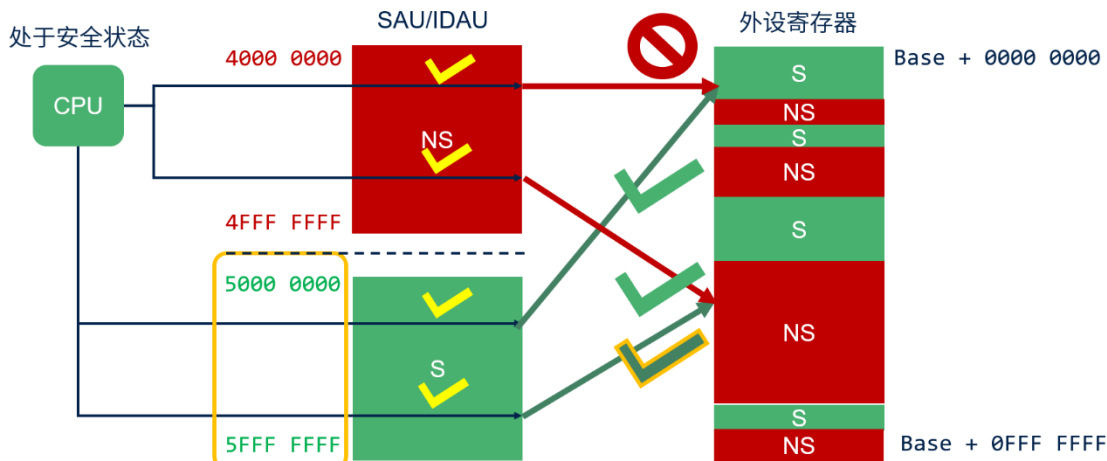 SAU/IDAU
外设寄存器
处于安全状态
4000 0000
Base + 0000 0000
S
CPU
NS
NS
S
NS
4FFF FFFF
S
5000 0000
NS
S
S
5FFF FFFF
NS
Base + 0FFF FFFF